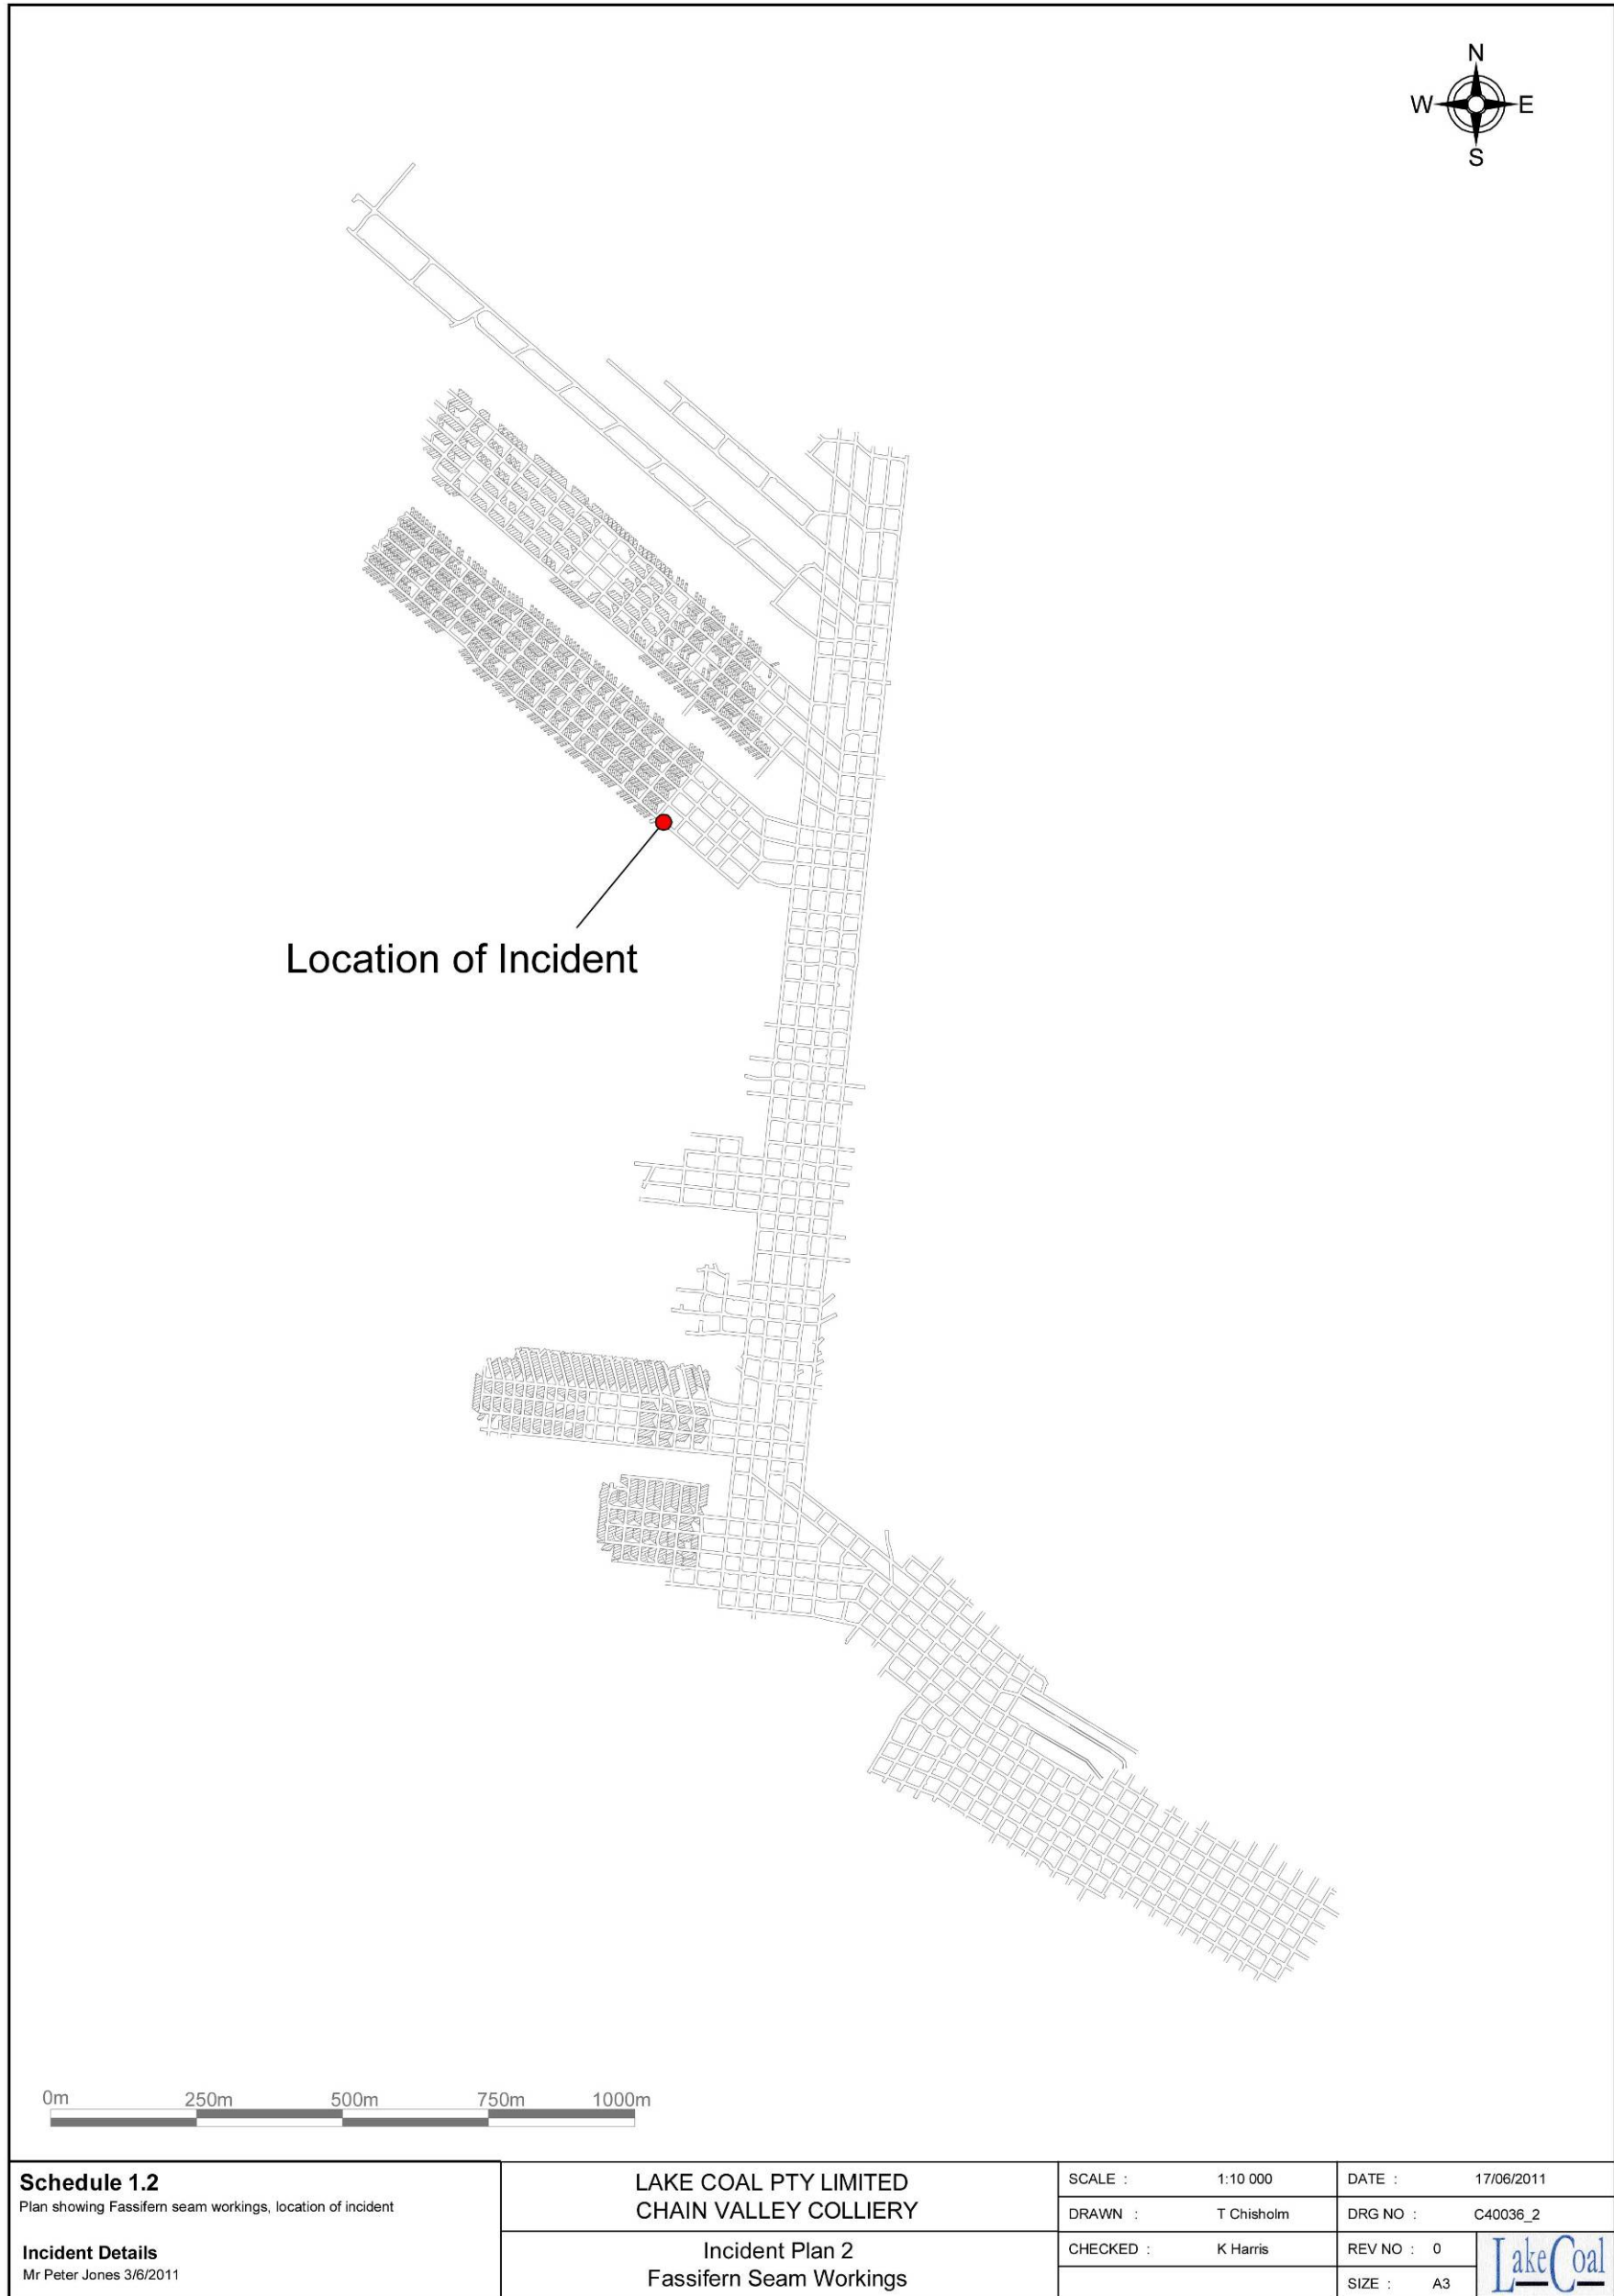 N
W E
S
Location of Incident
0m 250m 500m 750m 1000m
Schedule 1.2
Plan showing Fassifern seam workings, location of incident
Incident Details
Mr Peter Jones 3/6/2011
LAKE COAL PTY LIMITED
CHAIN VALLEY COLLIERY
Incident Plan 2
Fassifern Seam Workings
SCALE : 1:10 000
DRAWN : T Chisholm
CHECKED : K Harris
DATE : 17/06/2011
DRG NO : C40036_2
REV NO : 0
SIZE : A3
LakeCoal